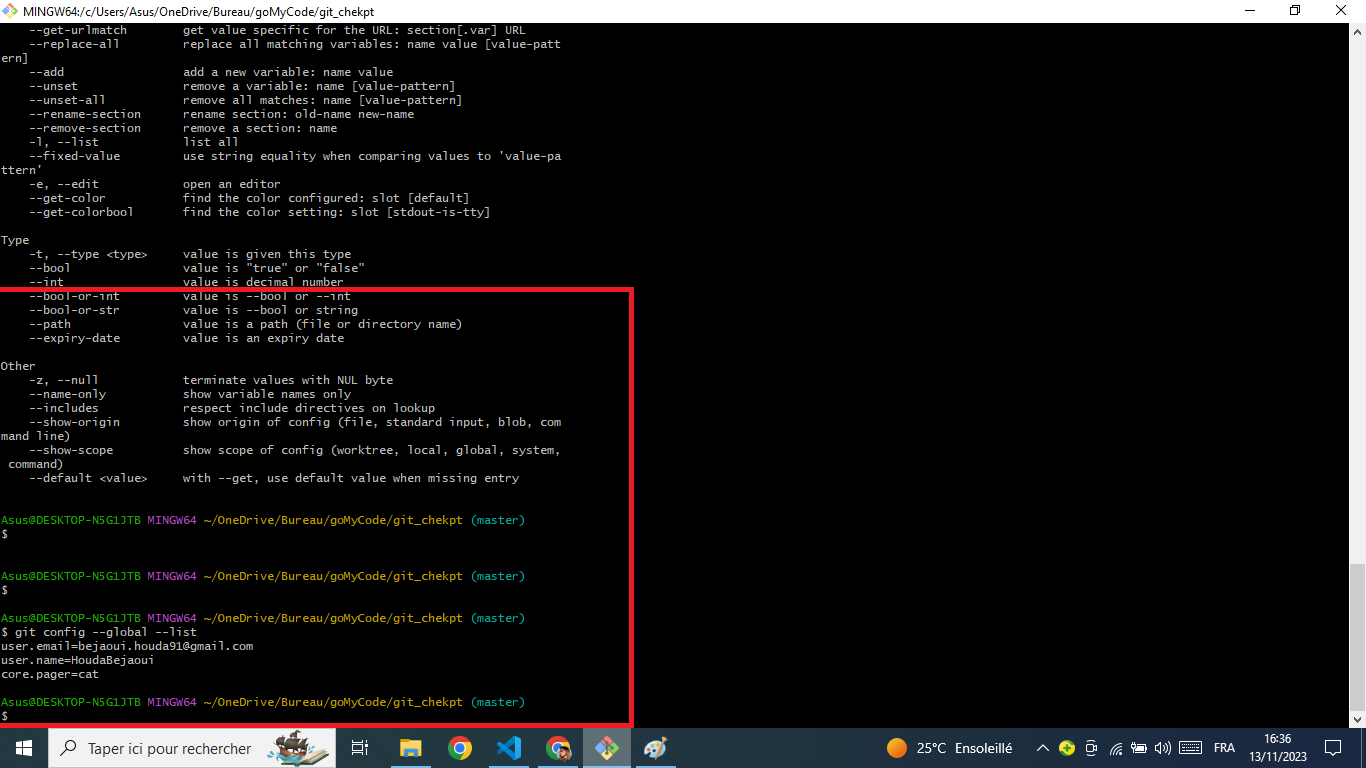 MINGW64:/c/Users/Asus/OneDrive/Bureau/goMyCode/git_chekpt
--get-urlmatch get value specific for the URL: section[.var] URL
--replace-all replace all matching variables: name value [value-patt
ern]
--add add a new variable: name value
--unset remove a variable: name [value-pattern]
--unset-all remove all matches: name [value-pattern]
--rename-section rename section: old-name new-name
--remove-section remove a section: name
-l, --list list all
--fixed-value use string equality when comparing values to 'value-pa
ttern'
-e, --edit open an editor
--get-color find the color configured: slot [default]
--get-colorbool find the color setting: slot [stdout-is-tty]
Type
-t, --type <type> value is given this type
--bool value is "true" or "false"
--int value is decimal number
--bool-or-int value is --bool or --int
--bool-or-str value is --bool or string
--path value is a path (file or directory name)
--expiry-date value is an expiry date
Other
-z, --null terminate values with NUL byte
--name-only show variable names only
--includes respect include directives on lookup
--show-origin show origin of config (file, standard input, blob, com
mand line)
--show-scope show scope of config (worktree, local, global, system,
command)
--default <value> with --get, use default value when missing entry
Asus@DESKTOP-N5G1JTB MINGW64 ~/OneDrive/Bureau/goMyCode/git_chekpt (master)
$
Asus@DESKTOP-N5G1JTB MINGW64 ~/OneDrive/Bureau/goMyCode/git_chekpt (master)
$
Asus@DESKTOP-N5G1JTB MINGW64 ~/OneDrive/Bureau/goMyCode/git_chekpt (master)
$ git config --global --list
user.email=bejaoui.houda91@gmail.com
user.name=HoudaBejaoui
core.pager=cat
Asus@DESKTOP-N5G1JTB MINGW64 ~/OneDrive/Bureau/goMyCode/git_chekpt (master)
$
Taper ici pour rechercher
25°C Ensoleillé
FRA
16:36
13/11/2023